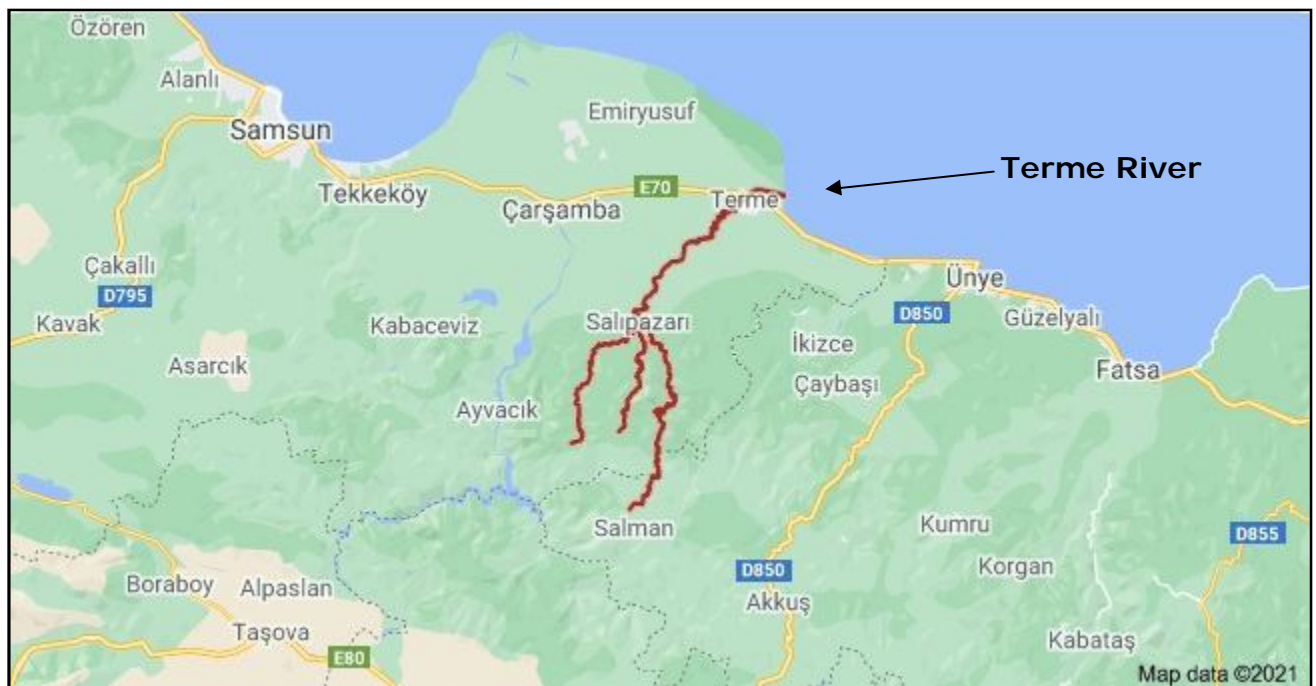 Özören
Alanlı
Samsun
Emiryusuf
Terme River
Tekkeköy
E70
Terme
Çarşamba
Çakallı
D795
Ünye
Kavak
Kabaceviz
Salıpazarı
D850
Güzelyalı
İkizce
Asarcık
Çaybaşı
Fatsa
Ayvacık
Salman
Kumru
D855
Korgan
D850
Boraboy
Alpaslan
Akkuş
Taşova
Kabataş
E80
Map data ©2021